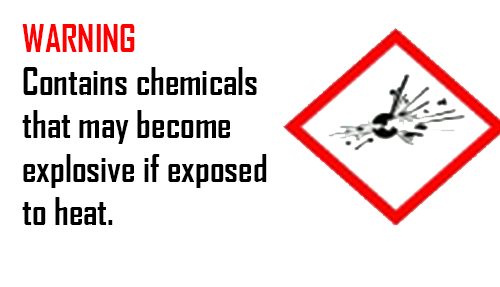 WARNING
Contains chemicals
that may become
explosive if exposed
to heat.